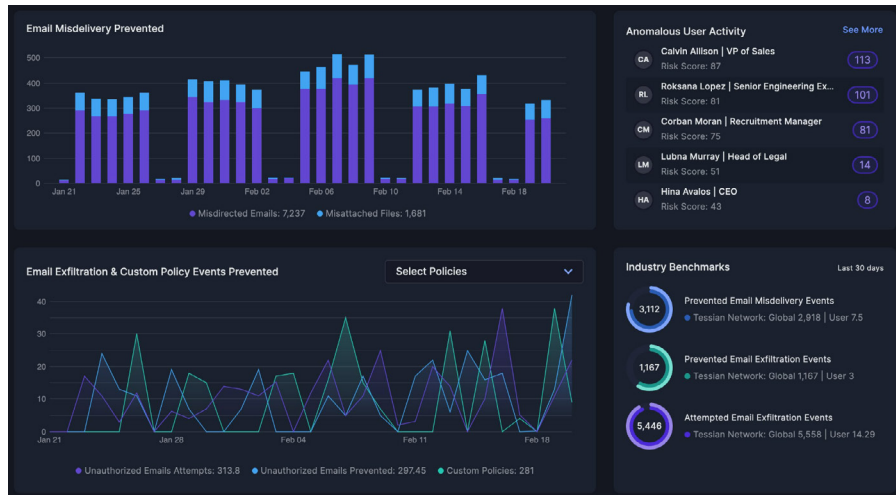 Email Misdelivery Prevented
500
400
300
200
100
0
Jan 21
Jan 25
Jan 29
Feb 02
Feb 06
Feb 10
Feb 14
Feb 18
Misdirected Emails: 7,237
Misattached Files: 1,681
Anomalous User Activity
See More
CA
Calvin Allison | VP of Sales
Risk Score: 87
113
RL
Roksana Lopez | Senior Engineering Ex...
Risk Score: 81
101
CM
Corban Moran | Recruitment Manager
Risk Score: 75
81
LM
Lubna Murray | Head of Legal
Risk Score: 51
14
HA
Hina Avalos | CEO
Risk Score: 43
8
Email Exfiltration & Custom Policy Events Prevented
Select Policies
40
30
20
10
0
Jan 21
Jan 28
Feb 04
Feb 11
Feb 18
Unauthorized Emails Attempts: 313.8
Unauthorized Emails Prevented: 297.45
Custom Policies: 281
Industry Benchmarks
Last 30 days
3,112
Prevented Email Misdelivery Events
Tessian Network: Global 2,918 | User 7.5
1,167
Prevented Email Exfiltration Events
Tessian Network: Global 1,167 | User 3
5,446
Attempted Email Exfiltration Events
Tessian Network: Global 5,558 | User 14.29